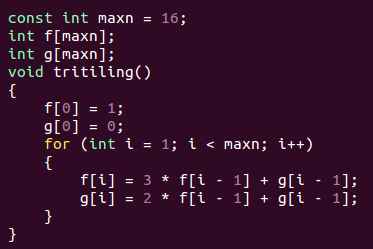 const int maxn = 16;
int f[maxn];
int g[maxn];
void tritiling()
{
    f[0] = 1;
    g[0] = 0;
    for (int i = 1; i < maxn; i++)
    {
        f[i] = 3 * f[i - 1] + g[i - 1];
        g[i] = 2 * f[i - 1] + g[i - 1];
    }
}